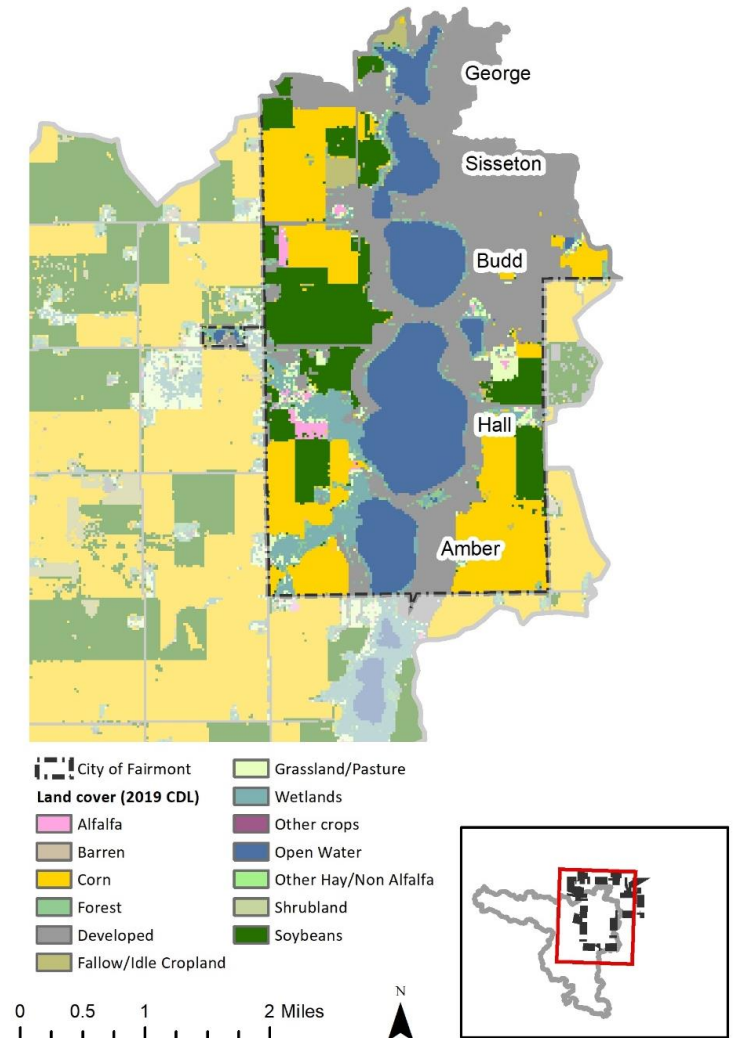 George
Sisseton
Budd
Hall
Amber
City of Fairmont
Land cover (2019 CDL)
Alfalfa
Barren
Corn
Forest
Developed
Fallow/Idle Cropland
Grassland/Pasture
Wetlands
Other crops
Open Water
Other Hay/Non Alfalfa
Shrubland
Soybeans
0 0.5 1 2 Miles
N